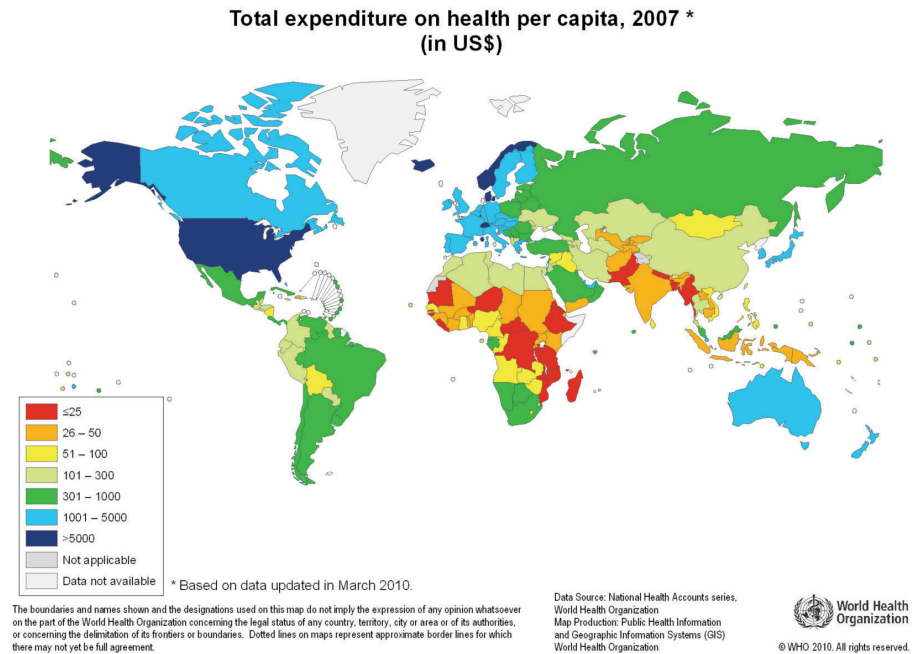 Total expenditure on health per capita, 2007 *
(in US$)
≤25
26 – 50
51 – 100
101 – 300
301 – 1000
1001 – 5000
>5000
Not applicable
Data not available
* Based on data updated in March 2010.
The boundaries and names shown and the designations used on this map do not imply the expression of any opinion whatsoever
on the part of the World Health Organization concerning the legal status of any country, territory, city or area or of its authorities,
or concerning the delimitation of its frontiers or boundaries.  Dotted lines on maps represent approximate border lines for which
there may not yet be full agreement.
Data Source: National Health Accounts series,
World Health Organization
Map Production: Public Health Information
and Geographic Information Systems (GIS)
World Health Organization
World Health
Organization
© WHO 2010. All rights reserved.